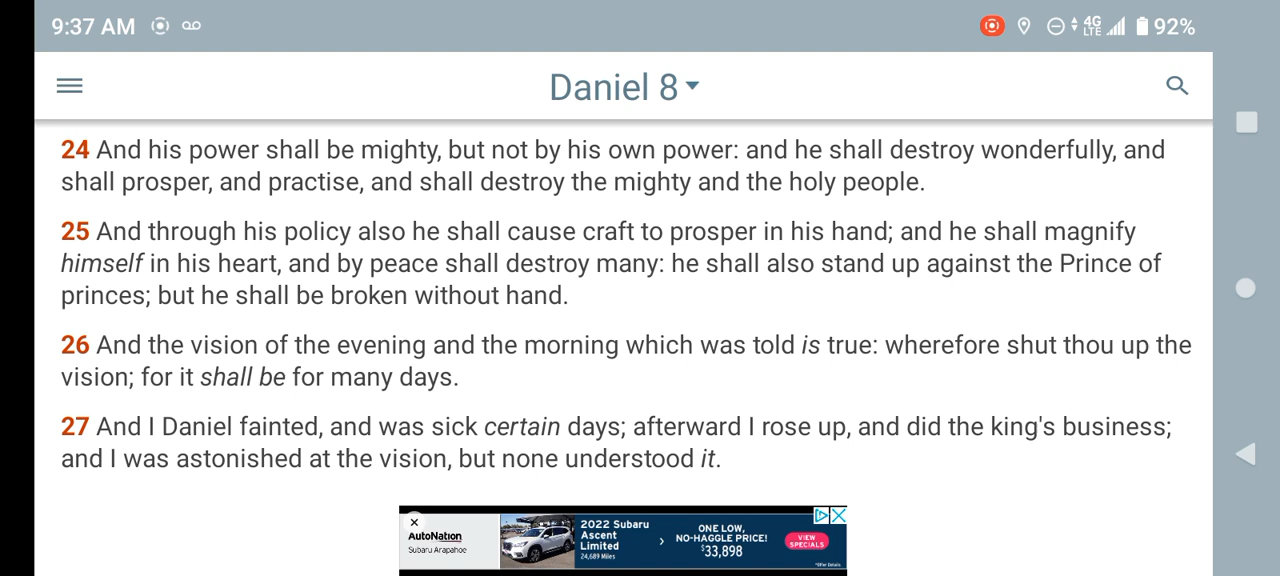 9:37 AM 4G LTE 92%
Daniel 8
24 And his power shall be mighty, but not by his own power: and he shall destroy wonderfully, and
shall prosper, and practise, and shall destroy the mighty and the holy people.
25 And through his policy also he shall cause craft to prosper in his hand; and he shall magnify
himself in his heart, and by peace shall destroy many: he shall also stand up against the Prince of
princes; but he shall be broken without hand.
26 And the vision of the evening and the morning which was told is true: wherefore shut thou up the
vision; for it shall be for many days.
27 And I Daniel fainted, and was sick certain days; afterward I rose up, and did the king's business;
and I was astonished at the vision, but none understood it.
AutoNation
Subaru Arapahoe
2022 Subaru
Ascent
Limited
24,689 Miles
ONE LOW,
NO-HAGGLE PRICE!
$33,898
VIEW
SPECIALS
*Offer Details